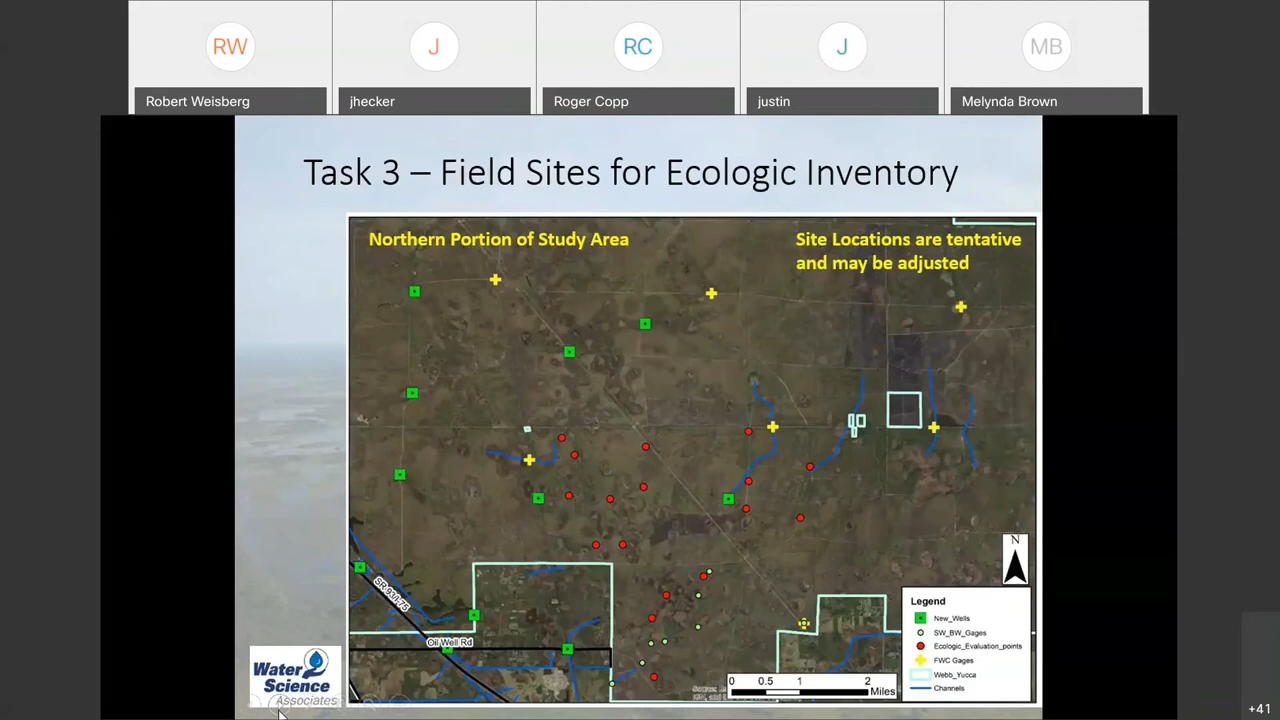 RW
J
RC
J
MB
Robert Weisberg
jhecker
Roger Copp
justin
Melynda Brown
Task 3 – Field Sites for Ecologic Inventory
Northern Portion of Study Area
Site Locations are tentative
and may be adjusted
N
SR-93/I-75
Oil Well Rd
Legend
New_Wells
SW_BW_Gages
Ecologic_Evaluation_points
FWC Gages
Webb_Yucca
Channels
0 0.5 1 2
Miles
Water
Science
Associates
+41